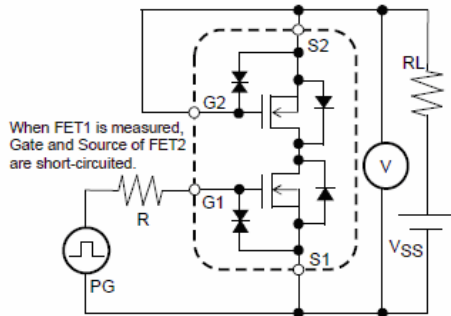 S2
RL
G2
When FET1 is measured,
Gate and Source of FET2
are short-circuited.
V
G1
R
VSS
S1
PG